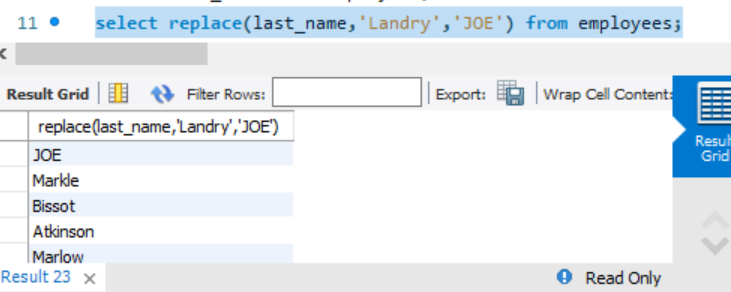 11 select replace(last_name,'Landry','JOE') from employees;
Result Grid Filter Rows: Export: Wrap Cell Content:
replace(last_name,'Landry','JOE')
JOE
Markle
Bissot
Atkinson
Marlow
Result
Grid
Result 23 × Read Only